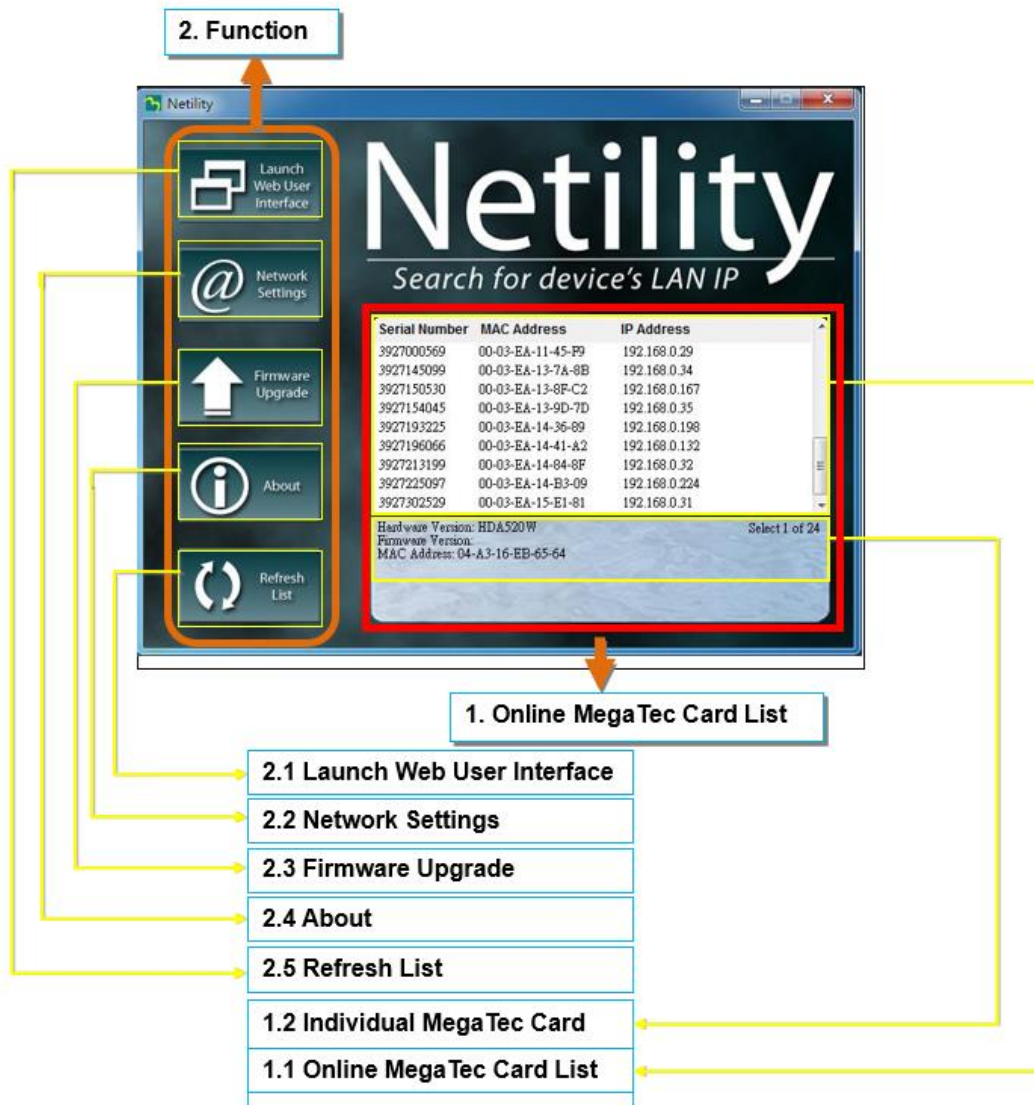 2. Function
Netility
Launch
Web User
Interface
Network
Settings
Firmware
Upgrade
About
Refresh
List
Netility
Search for device's LAN IP
Serial Number MAC Address IP Address
3927000569 00-03-EA-11-45-F9 192.168.0.29
3927145099 00-03-EA-13-7A-8B 192.168.0.34
3927150530 00-03-EA-13-8F-C2 192.168.0.167
3927154045 00-03-EA-13-9D-7D 192.168.0.35
3927193225 00-03-EA-14-36-89 192.168.0.198
3927196066 00-03-EA-14-41-A2 192.168.0.132
3927213199 00-03-EA-14-84-8F 192.168.0.32
3927225097 00-03-EA-14-B3-09 192.168.0.224
3927302529 00-03-EA-15-E1-81 192.168.0.31
Hardware Version: HDA520W Select 1 of 24
Firmware Version:
MAC Address: 04-A3-16-EB-65-64
1. Online MegaTec Card List
2.1 Launch Web User Interface
2.2 Network Settings
2.3 Firmware Upgrade
2.4 About
2.5 Refresh List
1.2 Individual MegaTec Card
1.1 Online MegaTec Card List